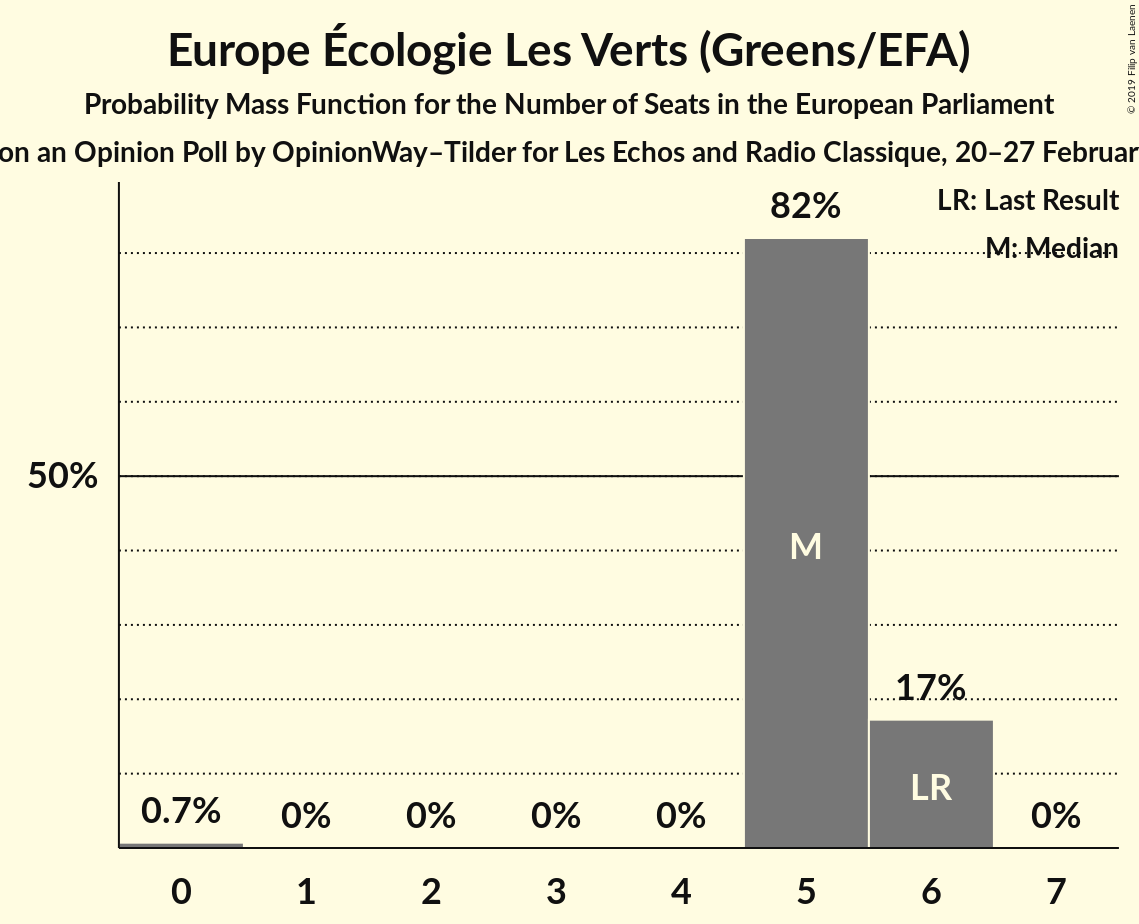 Europe Écologie Les Verts (Greens/EFA)
Probability Mass Function for the Number of Seats in the European Parliament
on an Opinion Poll by OpinionWay–Tilder for Les Echos and Radio Classique, 20–27 Februar
© 2019 Filip van Laenen
LR: Last Result
M: Median
82%
50%
M
17%
LR
0.7%
0%
0%
0%
0%
0%
0
1
2
3
4
5
6
7